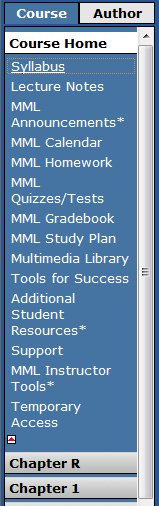 Course Author
Course Home
Syllabus
Lecture Notes
MML
Announcements*
MML Calendar
MML Homework
MML
Quizzes/Tests
MML Gradebook
MML Study Plan
Multimedia Library
Tools for Success
Additional
Student
Resources*
Support
MML Instructor
Tools*
Temporary
Access
Chapter R
Chapter 1